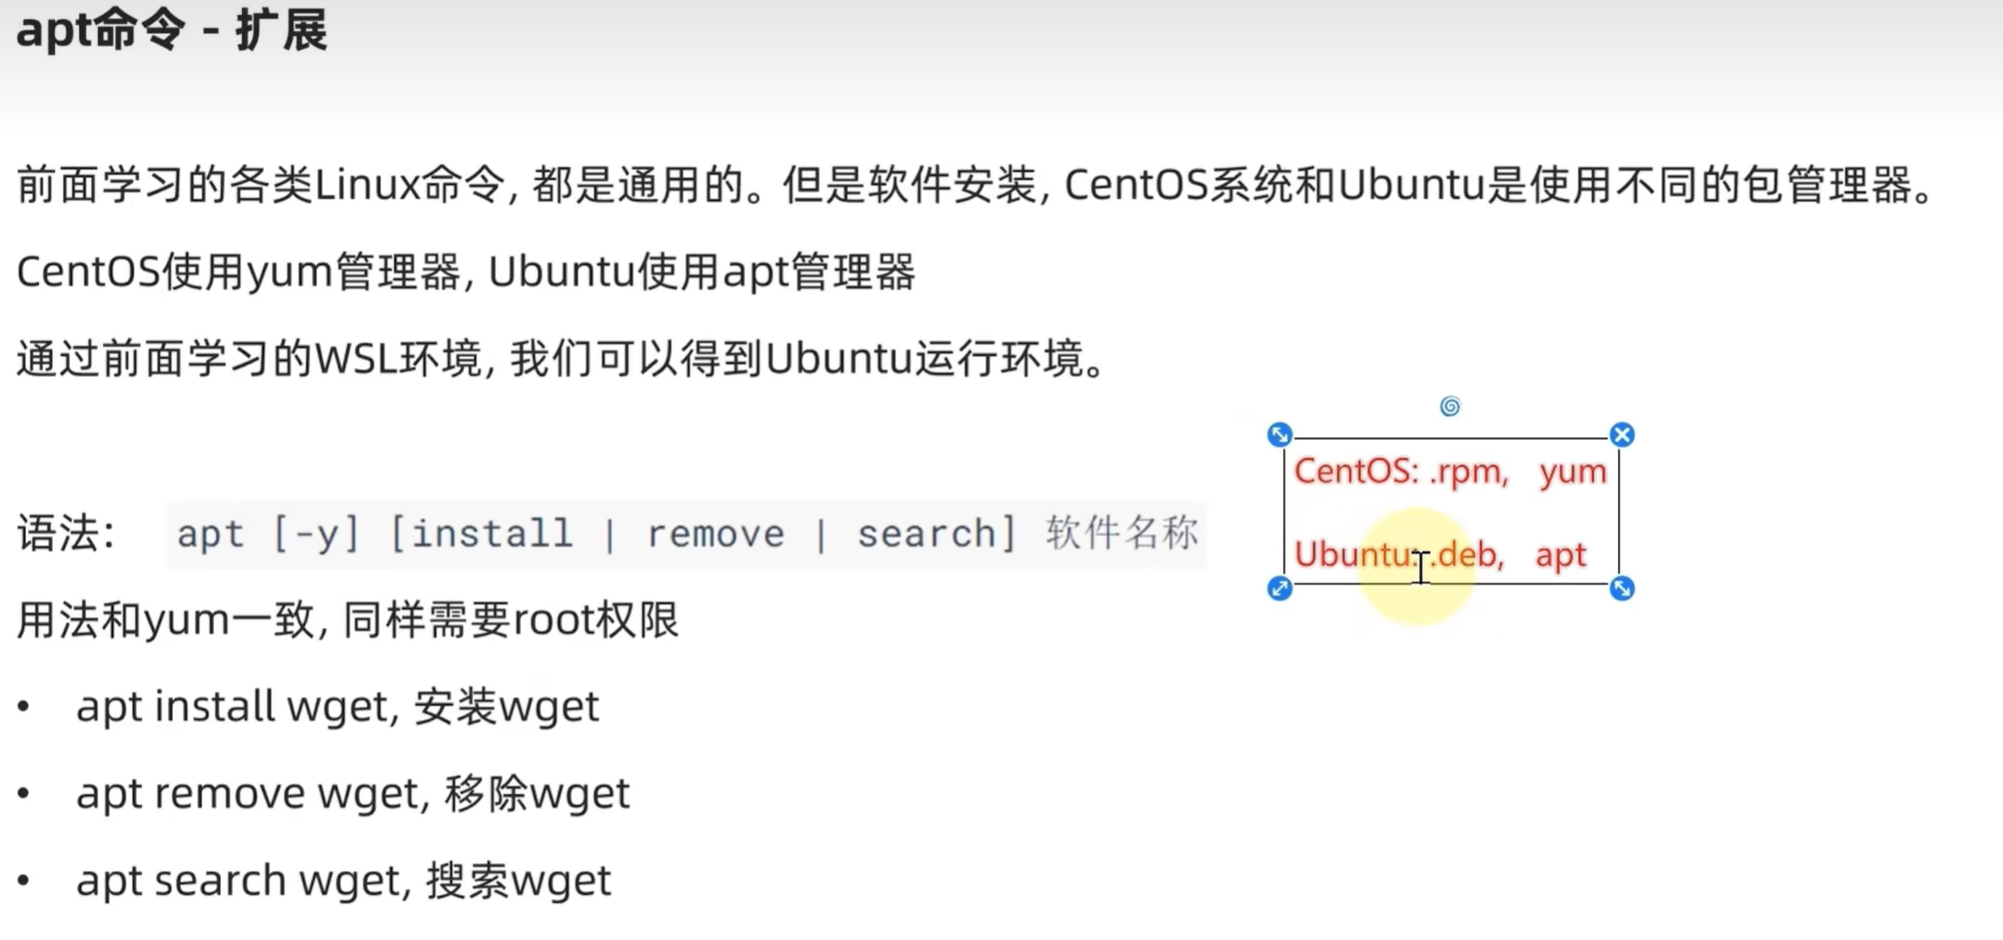 apt命令 - 扩展
前面学习的各类Linux命令, 都是通用的。但是软件安装, CentOS系统和Ubuntu是使用不同的包管理器。
CentOS使用yum管理器, Ubuntu使用apt管理器
通过前面学习的WSL环境, 我们可以得到Ubuntu运行环境。
CentOS: .rpm, yum
语法： apt [-y] [install | remove | search] 软件名称
Ubuntu: .deb, apt
用法和yum一致, 同样需要root权限
• apt install wget, 安装wget
• apt remove wget, 移除wget
• apt search wget, 搜索wget